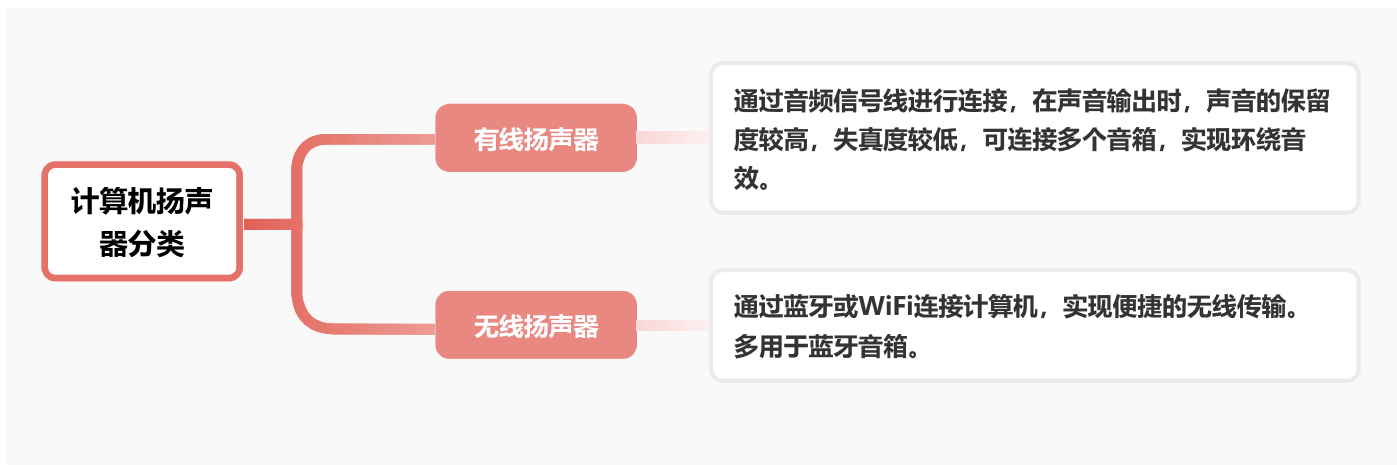 计算机扬声
器分类
有线扬声器
通过音频信号线进行连接，在声音输出时，声音的保留
度较高，失真度较低，可连接多个音箱，实现环绕音
效。
无线扬声器
通过蓝牙或WiFi连接计算机，实现便捷的无线传输。
多用于蓝牙音箱。